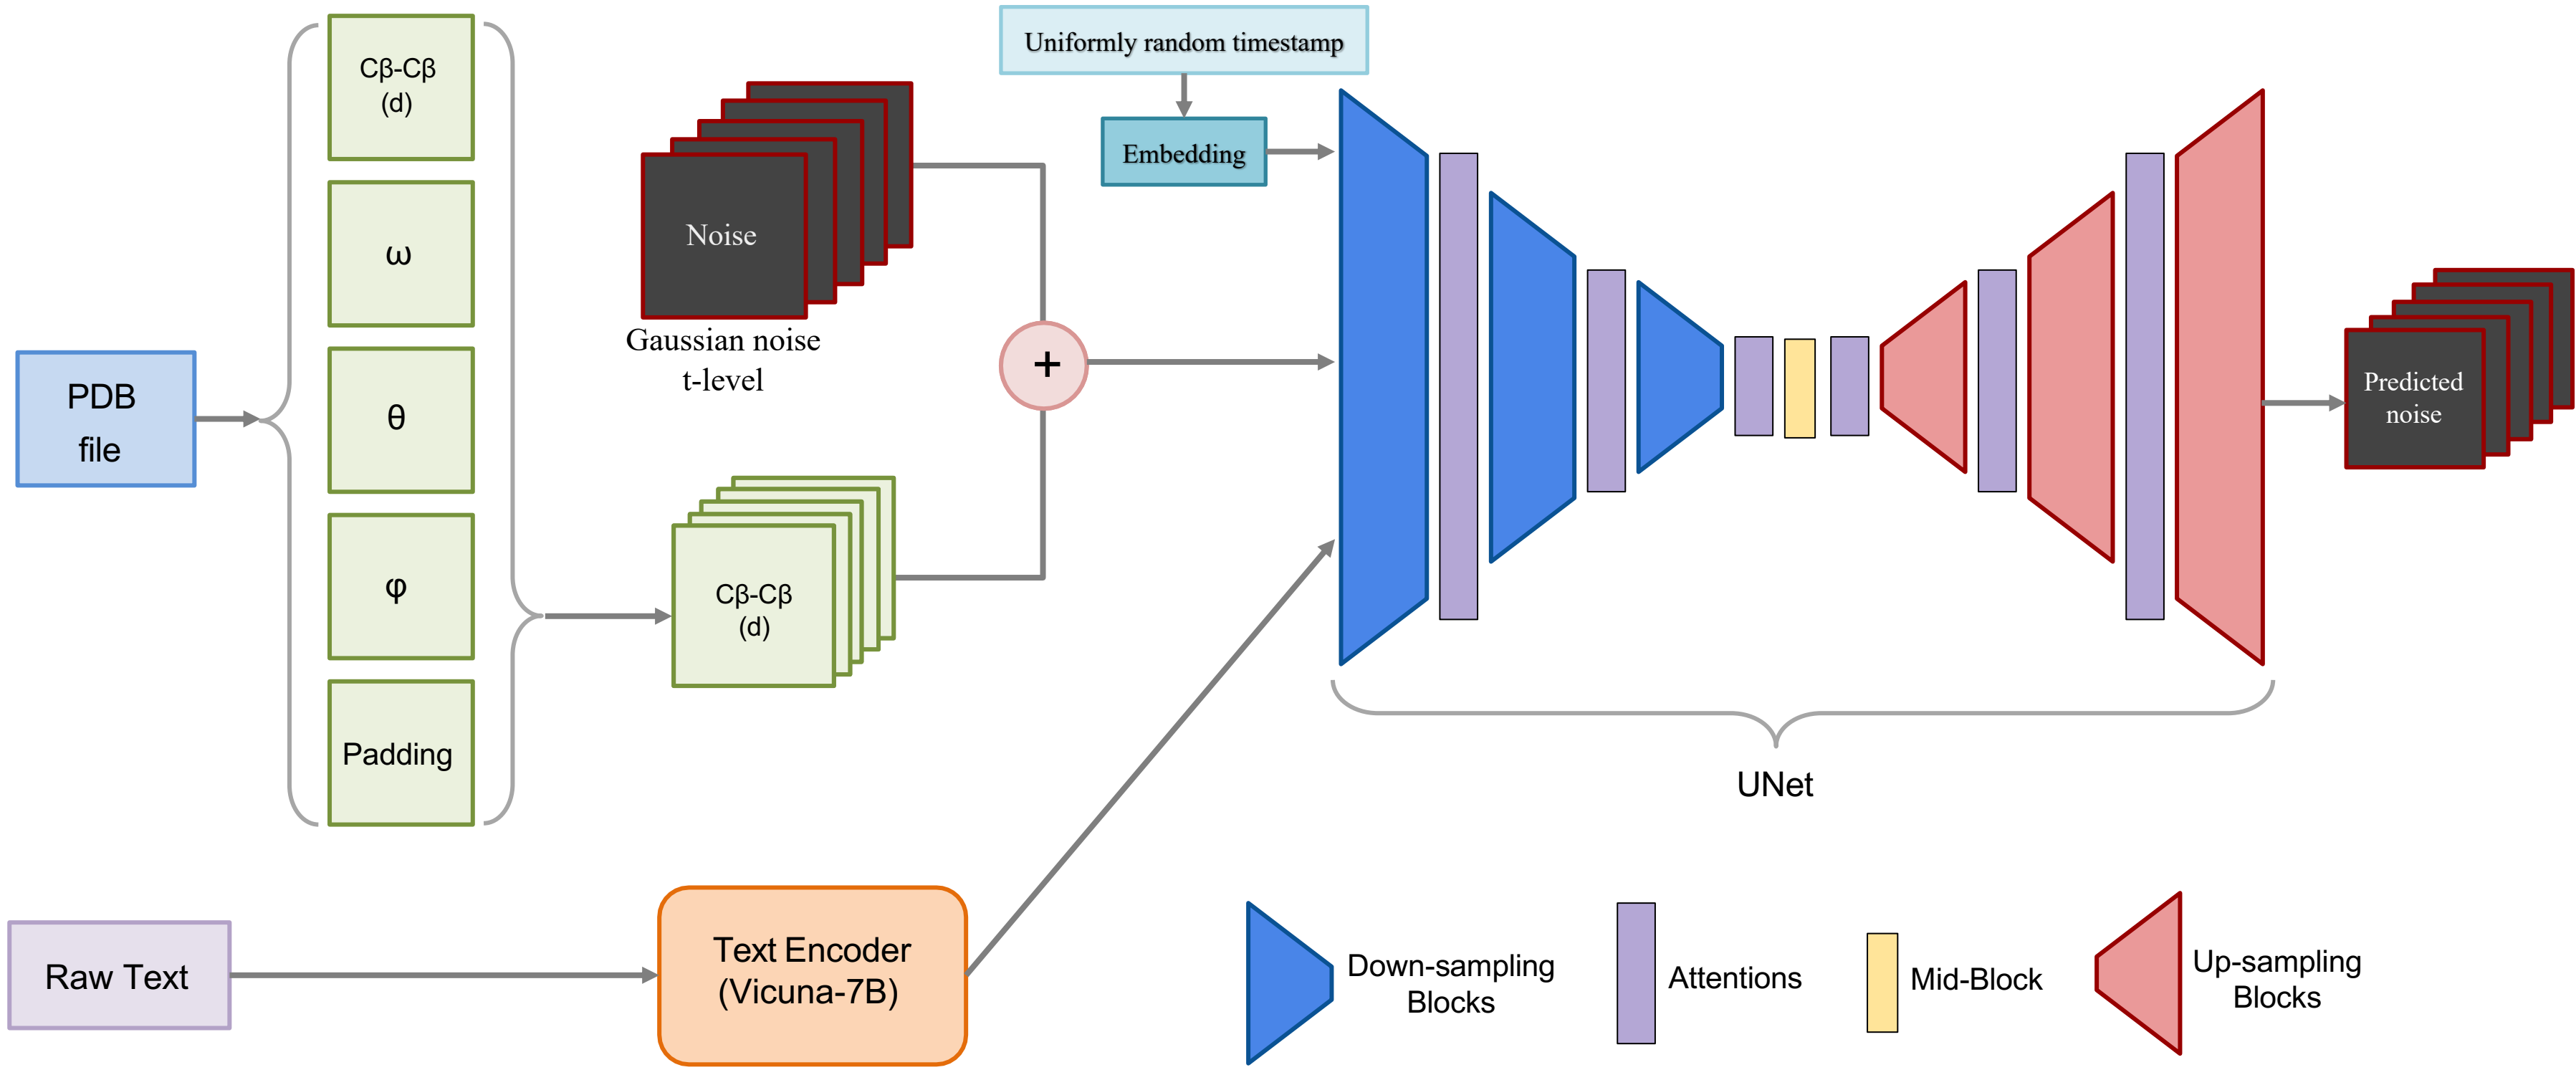 Cβ-Cβ
(d)
ω
θ
φ
Padding
PDB
file
Noise
Gaussian noise
t-level
Cβ-Cβ
(d)
+
Uniformly random timestamp
Embedding
Predicted
noise
UNet
Raw Text
Text Encoder
(Vicuna-7B)
Down-sampling
Blocks
Attentions
Mid-Block
Up-sampling
Blocks